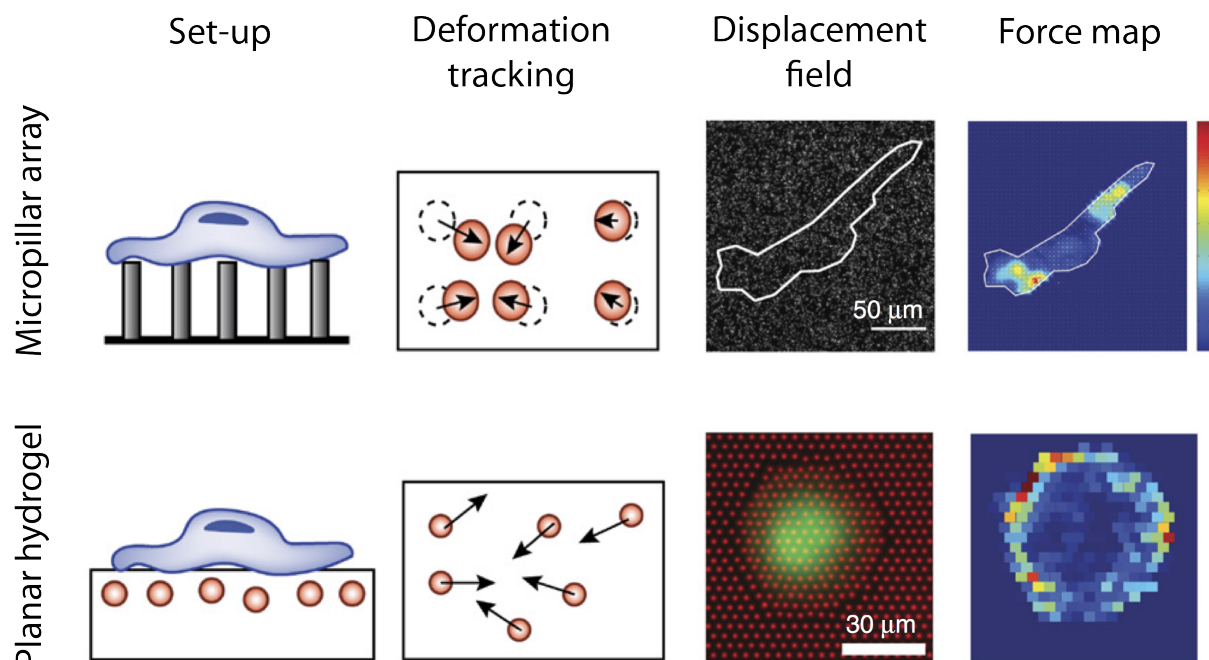 Set-up
Deformation
tracking
Displacement
field
Force map
Micropillar array
50 μm
Planar hydrogel
30 μm